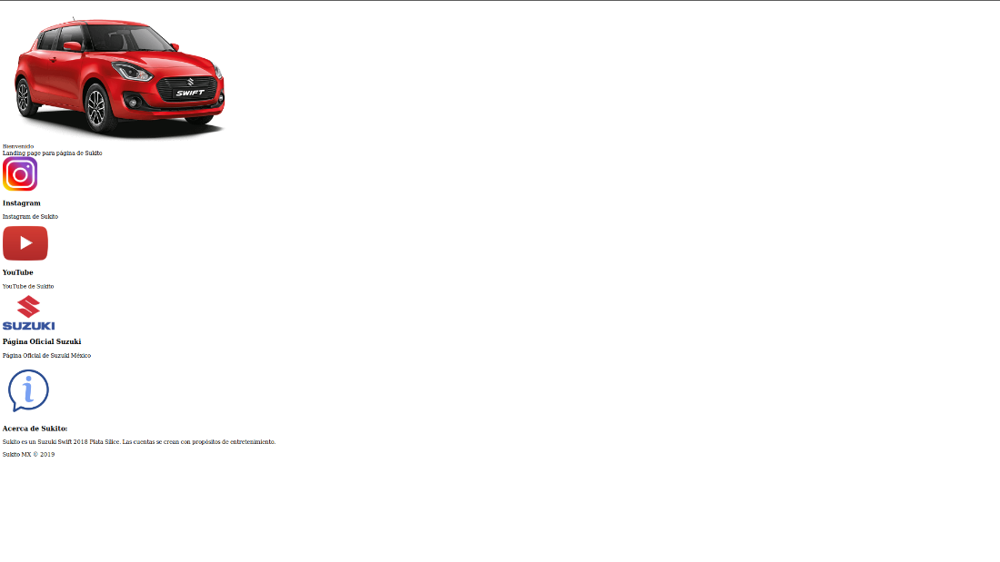 SWIFT
Bienvenido
Landing page para página de Sukito
Instagram
Instagram de Sukito
YouTube
YouTube de Sukito
SUZUKI
Página Oficial Suzuki
Página Oficial de Suzuki México
i
Acerca de Sukito:
Sukito es un Suzuki Swift 2018 Plata Sílice. Las cuentas se crean con propósitos de entretenimiento.
Sukito MX © 2019